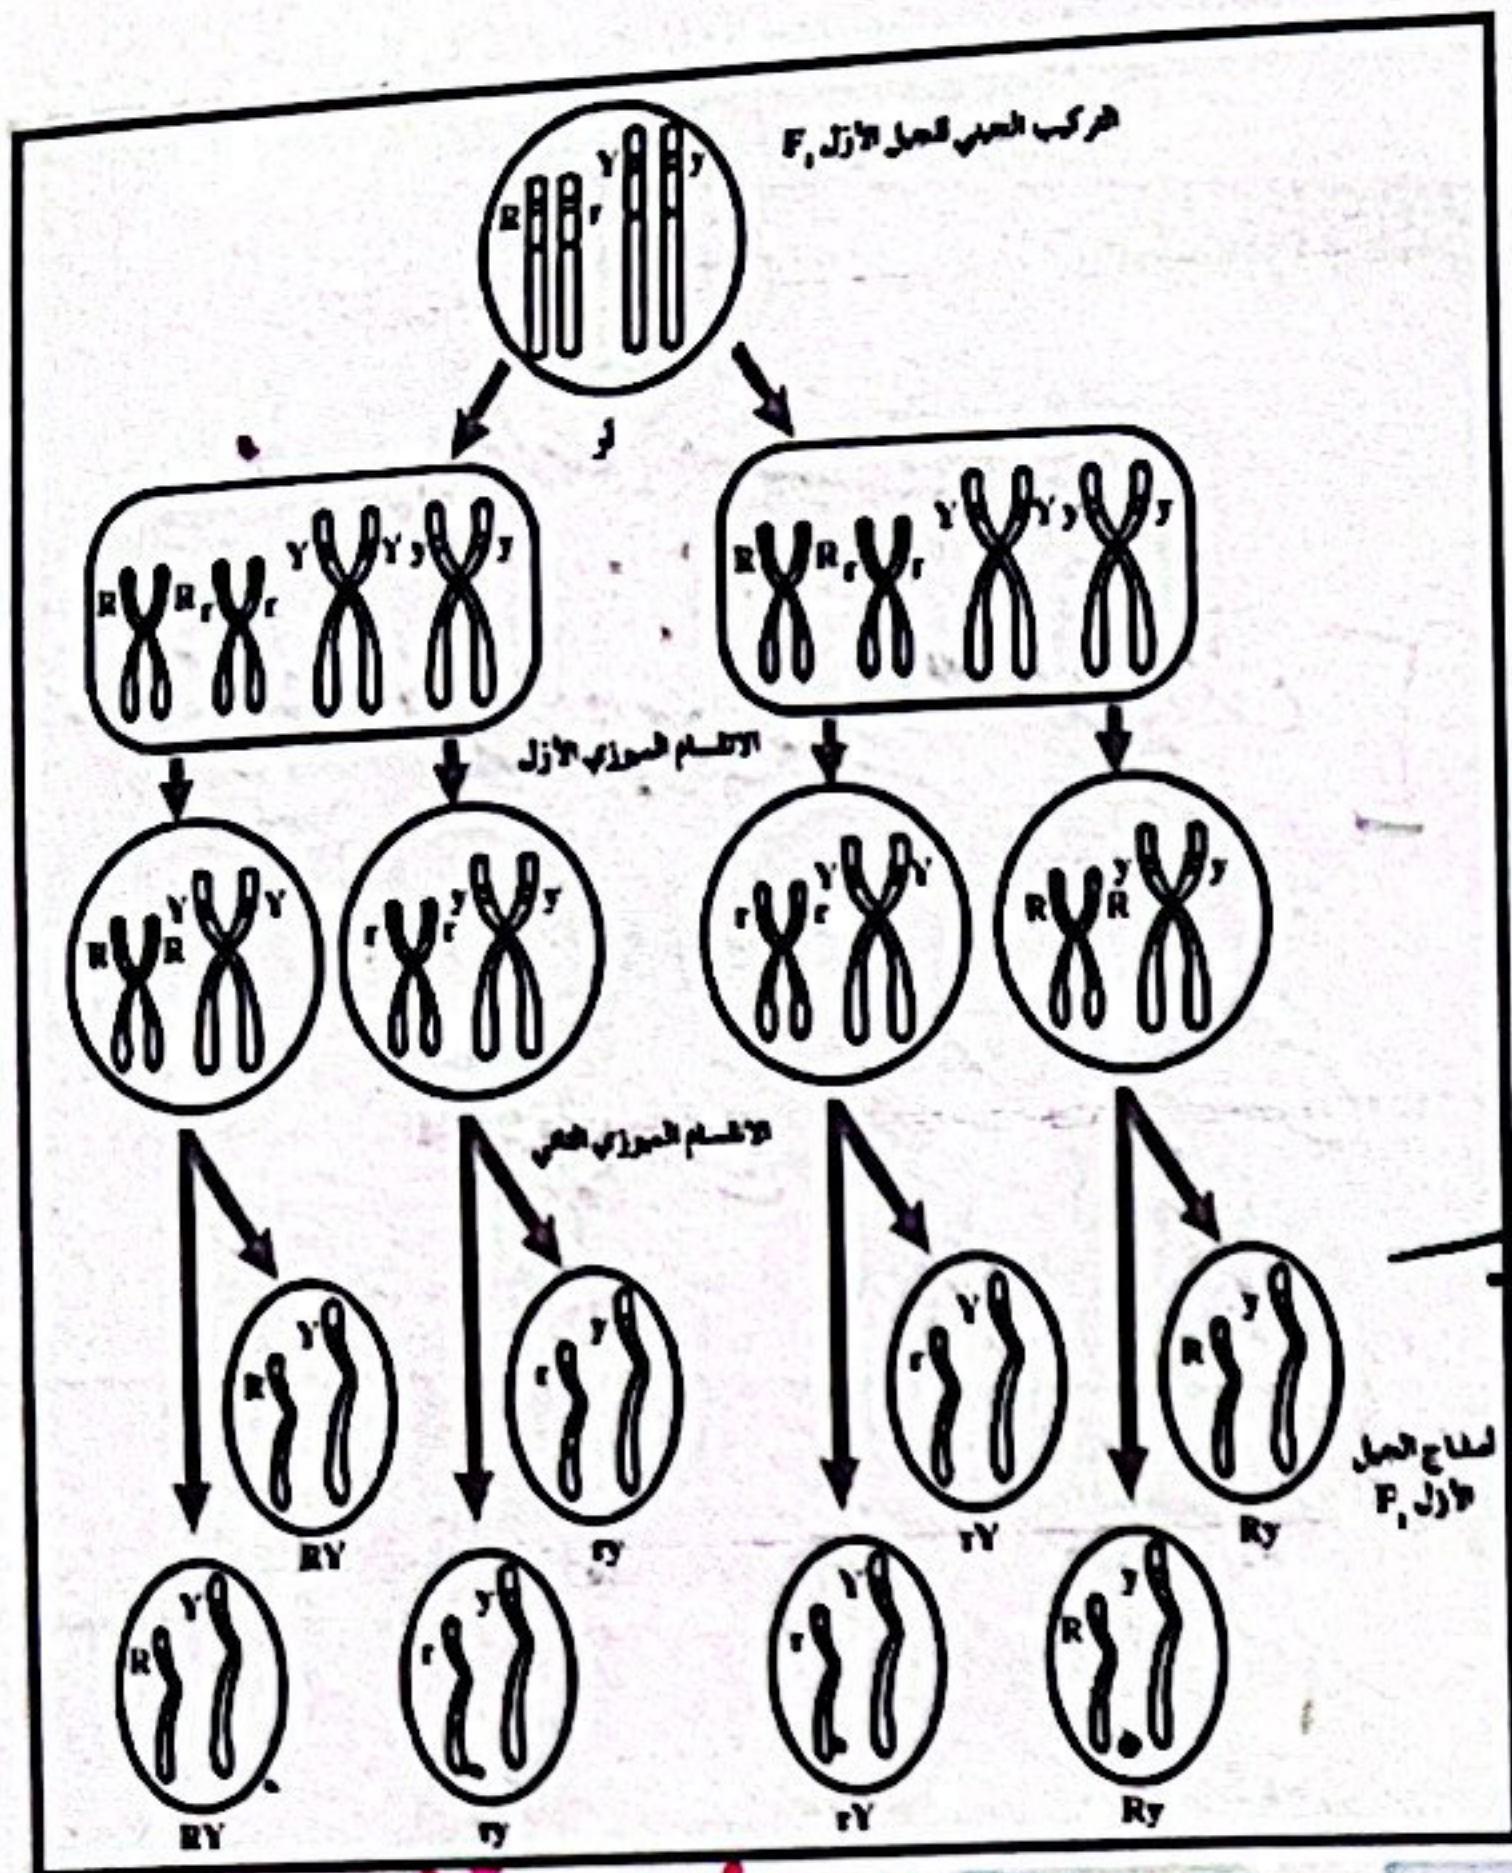 التركيب الجيني للجيل الأول F₁
R r Y y
أو
R R r r Y Y y y
R R r r Y Y y y
الانقسام الميوزي الأول
R R Y Y
r r y y
r r Y Y
R R y y
الانقسام الميوزي الثاني
R Y
r y
r Y
R y
أمشاج الجيل
الأول F₁
RY
ry
rY
Ry
R Y
r y
r Y
R y
RY
ry
rY
Ry